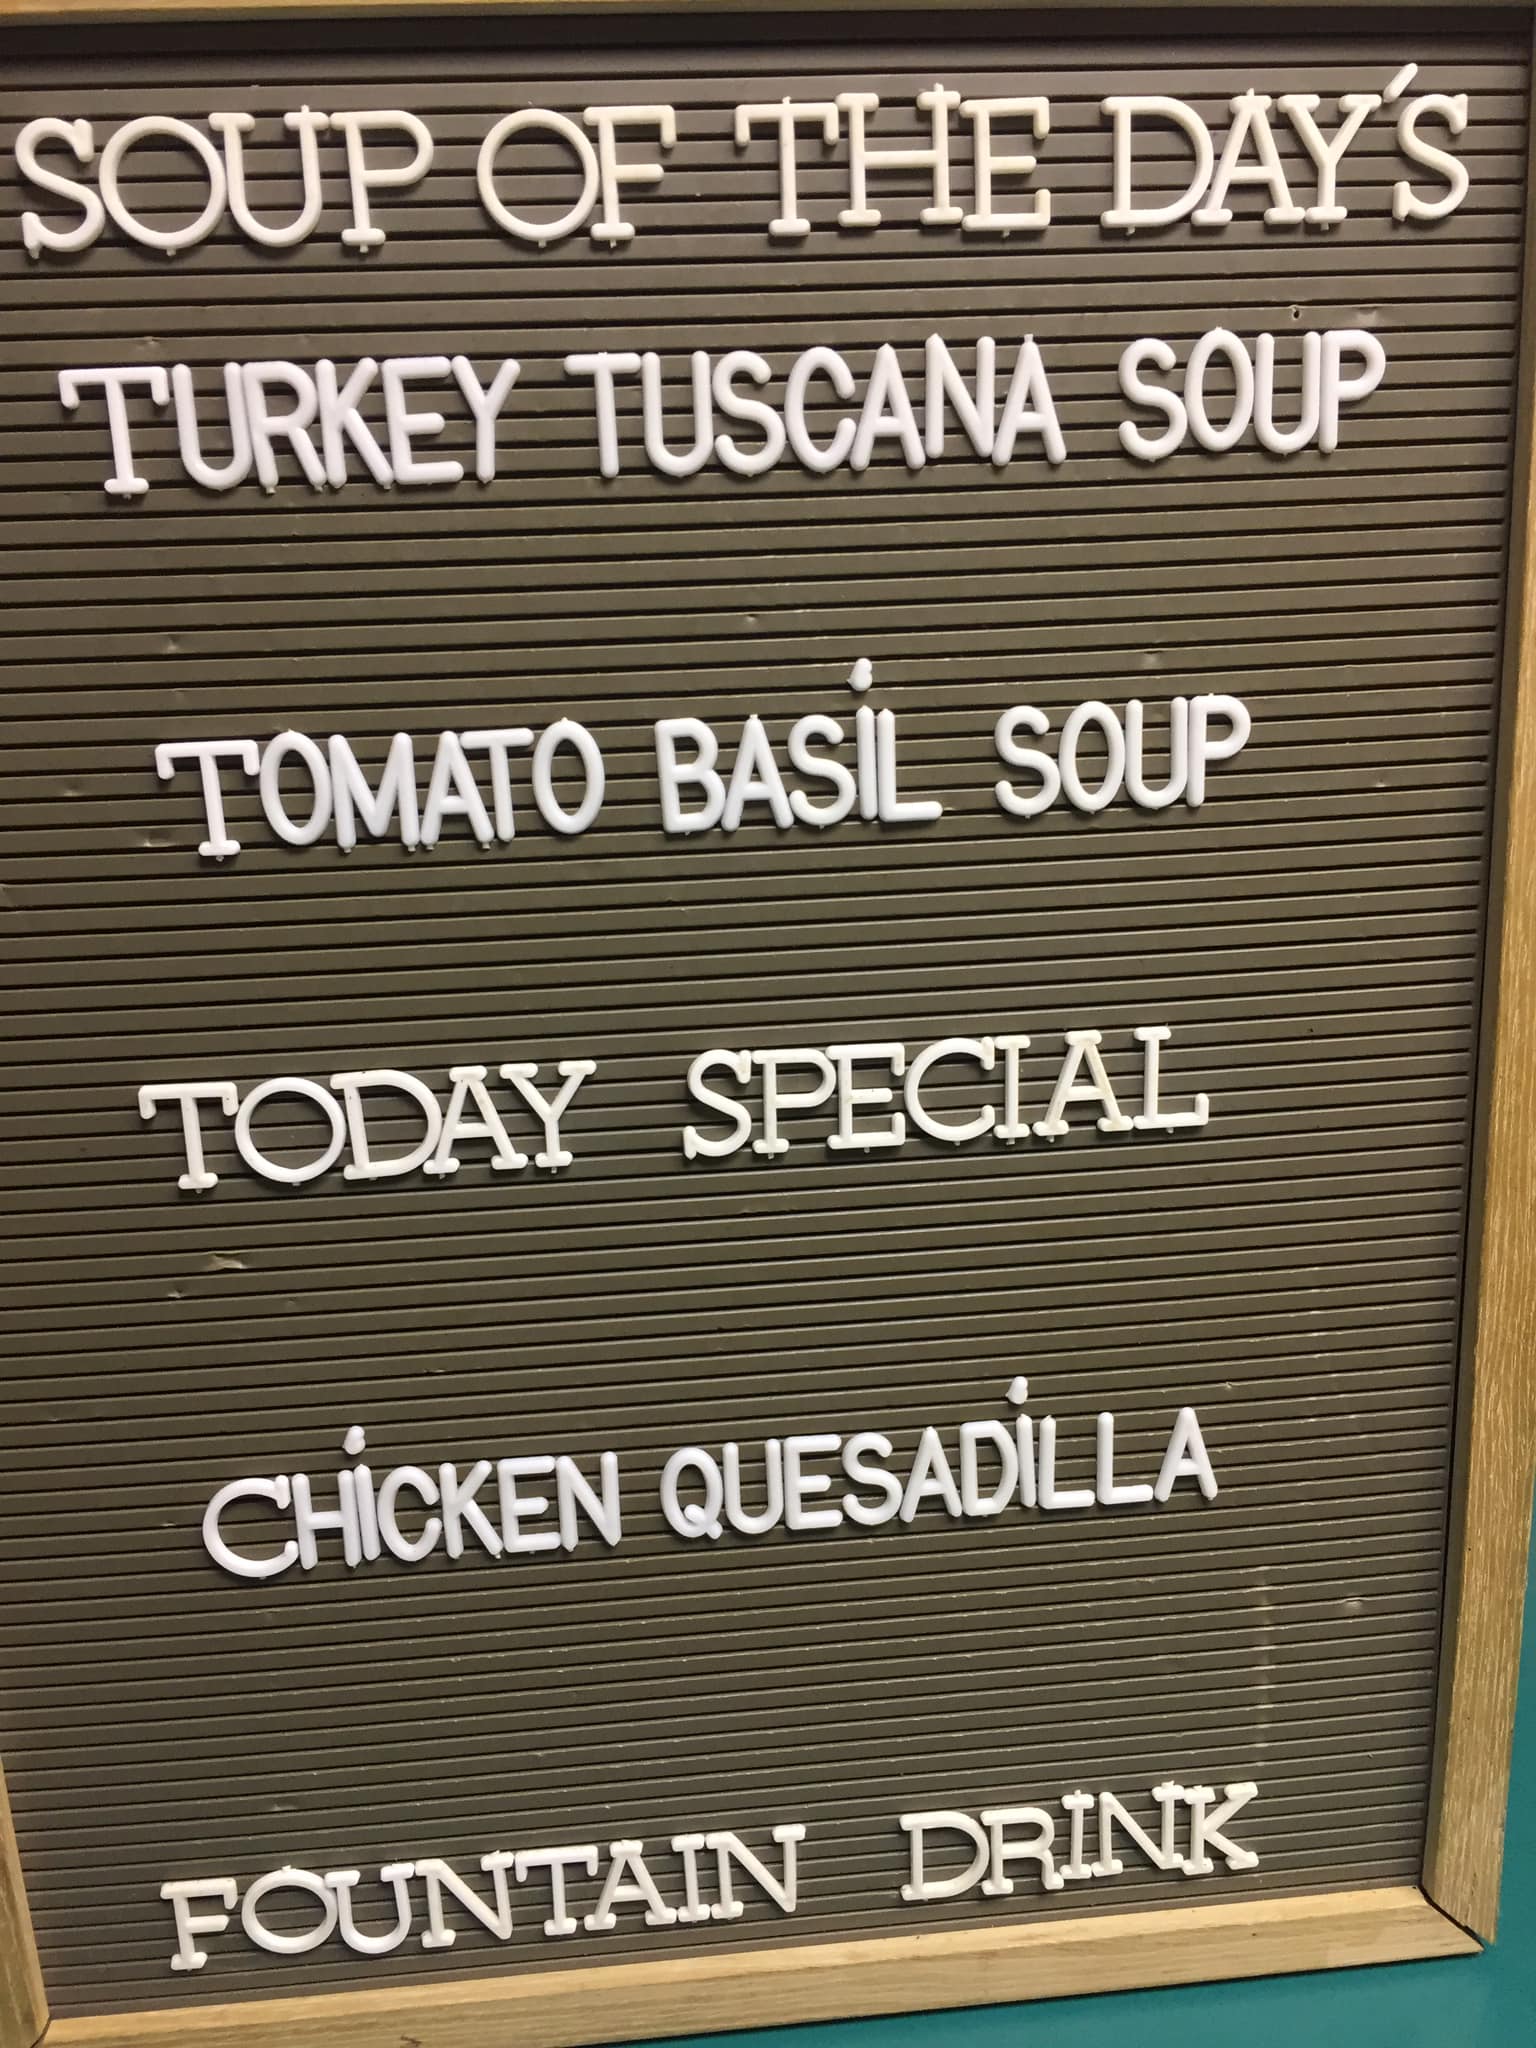 SOUP OF THE DAY'S
TURKEY TUSCANA SOUP
TOMATO BASiL SOUP
TODAY SPECIAL
CHiCKEN QUESADiLLA
FOUNTAIN DRINK